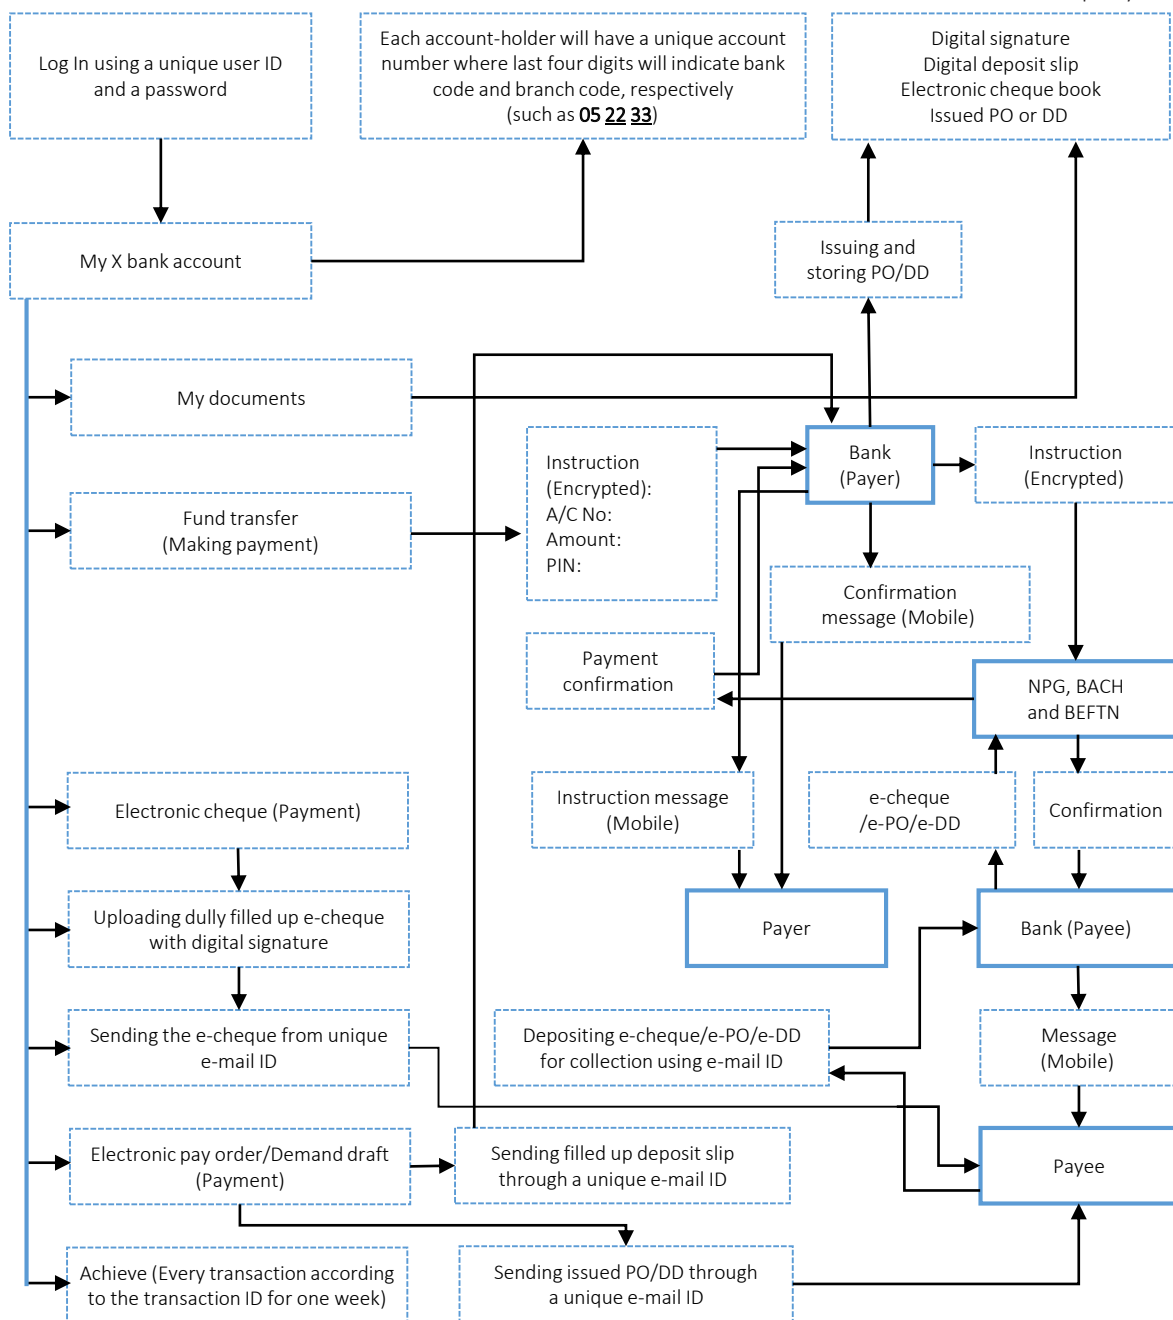 Log In using a unique user ID
and a password
Each account-holder will have a unique account
number where last four digits will indicate bank
code and branch code, respectively
(such as 05 22 33)
Digital signature
Digital deposit slip
Electronic cheque book
Issued PO or DD
My X bank account
Issuing and
storing PO/DD
My documents
Instruction
(Encrypted):
A/C No:
Amount:
PIN:
Bank
(Payer)
Instruction
(Encrypted)
Fund transfer
(Making payment)
Confirmation
message (Mobile)
Payment
confirmation
NPG, BACH
and BEFTN
Electronic cheque (Payment)
Instruction message
(Mobile)
e-cheque
/e-PO/e-DD
Confirmation
Uploading dully filled up e-cheque
with digital signature
Payer
Bank (Payee)
Sending the e-cheque from unique
e-mail ID
Depositing e-cheque/e-PO/e-DD
for collection using e-mail ID
Message
(Mobile)
Electronic pay order/Demand draft
(Payment)
Sending filled up deposit slip
through a unique e-mail ID
Payee
Achieve (Every transaction according
to the transaction ID for one week)
Sending issued PO/DD through
a unique e-mail ID